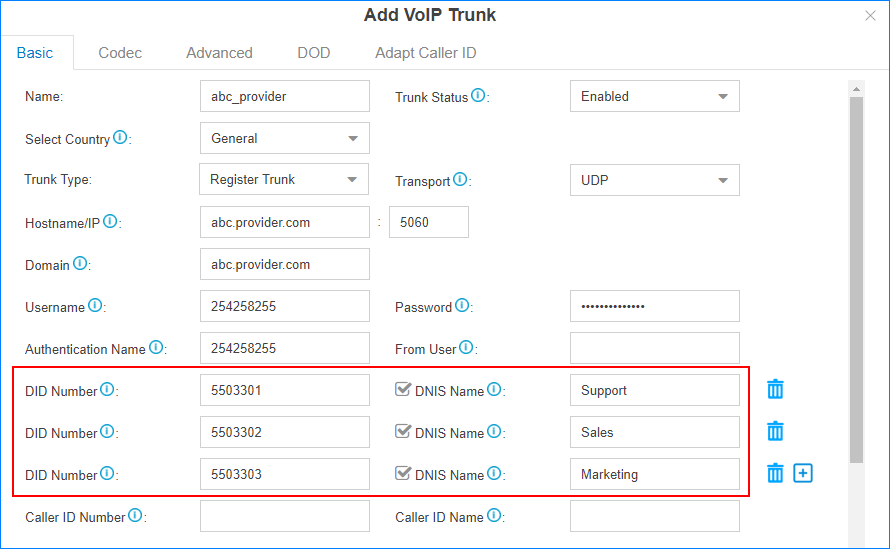 Add VoIP Trunk
Basic Codec Advanced DOD Adapt Caller ID
Name: abc_provider Trunk Status : Enabled
Select Country : General
Trunk Type: Register Trunk Transport : UDP
Hostname/IP : abc.provider.com : 5060
Domain : abc.provider.com
Username : 254258255 Password : ••••••••••••••
Authentication Name : 254258255 From User :
DID Number : 5503301 DNIS Name : Support
DID Number : 5503302 DNIS Name : Sales
DID Number : 5503303 DNIS Name : Marketing
Caller ID Number : Caller ID Name :